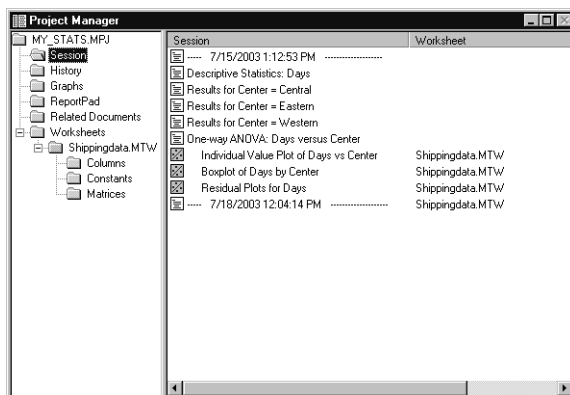 Project Manager
MY_STATS.MPJ
Session
History
Graphs
ReportPad
Related Documents
Worksheets
Shippingdata.MTW
Columns
Constants
Matrices
Session Worksheet
---- 7/15/2003 1:12:53 PM -------------------
Descriptive Statistics: Days
Results for Center = Central
Results for Center = Eastern
Results for Center = Western
One-way ANOVA: Days versus Center
Individual Value Plot of Days vs Center Shippingdata.MTW
Boxplot of Days by Center Shippingdata.MTW
Residual Plots for Days Shippingdata.MTW
---- 7/18/2003 12:04:14 PM ------------------- Shippingdata.MTW